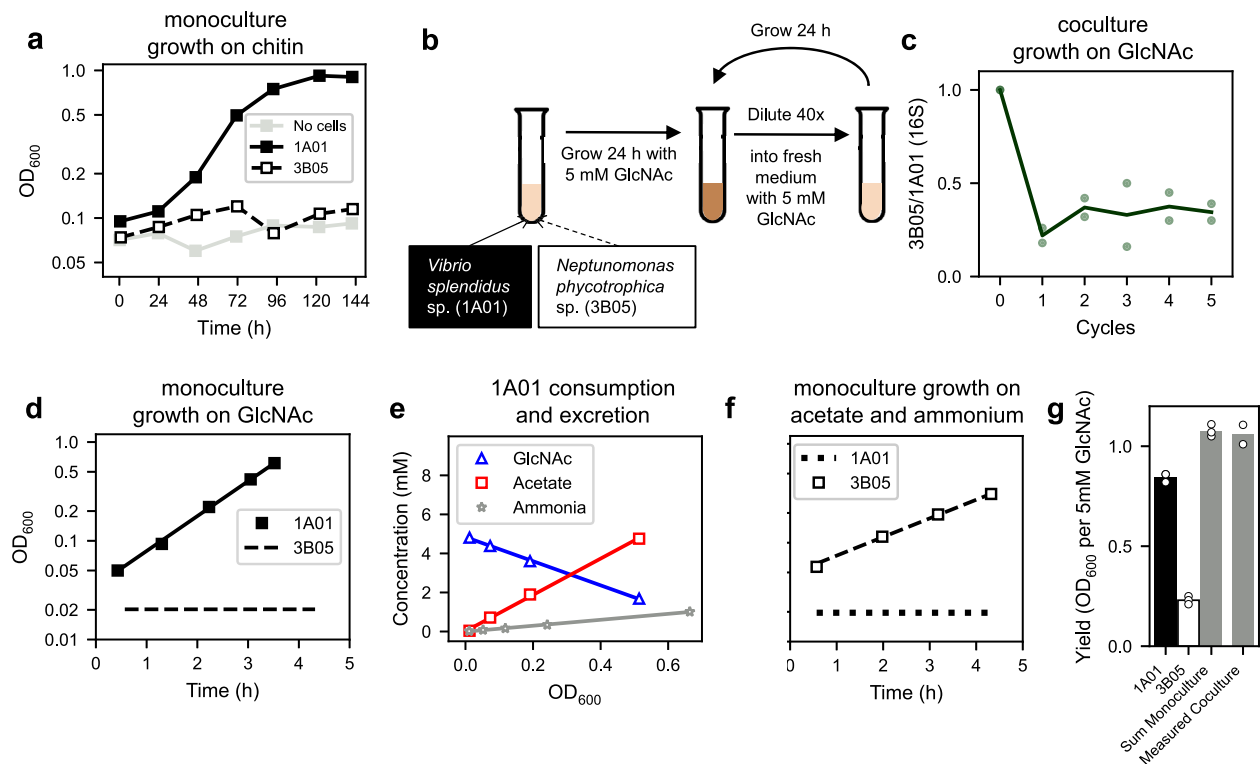 a
monoculture
growth on chitin
1.0
0.5
0.1
0.05
OD600
No cells
1A01
3B05
0
24
48
72
96
120
144
Time (h)
b
Grow 24 h
Grow 24 h with
5 mM GlcNAc
Dilute 40x
into fresh
medium
with 5 mM
GlcNAc
Vibrio
splendidus
sp. (1A01)
Neptunomonas
phycotrophica
sp. (3B05)
c
coculture
growth on GlcNAc
3B05/1A01 (16S)
1.0
0.5
0.0
0
1
2
3
4
5
Cycles
d
monoculture
growth on GlcNAc
OD600
1.0
0.5
0.2
0.1
0.05
0.02
0.01
1A01
3B05
0
1
2
3
4
5
Time (h)
e
1A01 consumption
and excretion
Concentration (mM)
8
6
4
2
0
GlcNAc
Acetate
Ammonia
0.0
0.2
0.4
0.6
OD600
f
monoculture growth on
acetate and ammonium
1A01
3B05
0
1
2
3
4
5
Time (h)
g
Yield (OD600 per 5mM GlcNAc)
1.0
0.5
0.0
1A01
3B05
Sum Monoculture
Measured Coculture